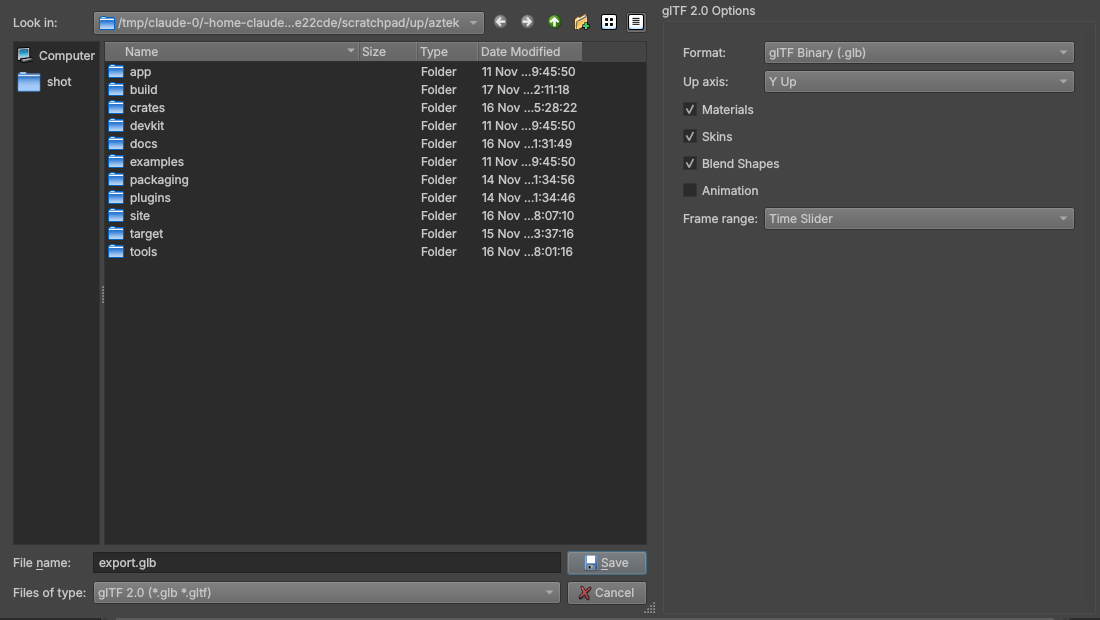 Look in: /tmp/claude-0/-home-claude...e22cde/scratchpad/up/aztek
Computer
shot
Name Size Type Date Modified
app Folder 11 Nov ...9:45:50
build Folder 17 Nov ...2:11:18
crates Folder 16 Nov ...5:28:22
devkit Folder 11 Nov ...9:45:50
docs Folder 16 Nov ...1:31:49
examples Folder 11 Nov ...9:45:50
packaging Folder 14 Nov ...1:34:56
plugins Folder 14 Nov ...1:34:46
site Folder 16 Nov ...8:07:10
target Folder 15 Nov ...3:37:16
tools Folder 16 Nov ...8:01:16
File name: export.glb Save
Files of type: glTF 2.0 (*.glb *.gltf) Cancel
glTF 2.0 Options
Format: glTF Binary (.glb)
Up axis: Y Up
Materials
Skins
Blend Shapes
Animation
Frame range: Time Slider